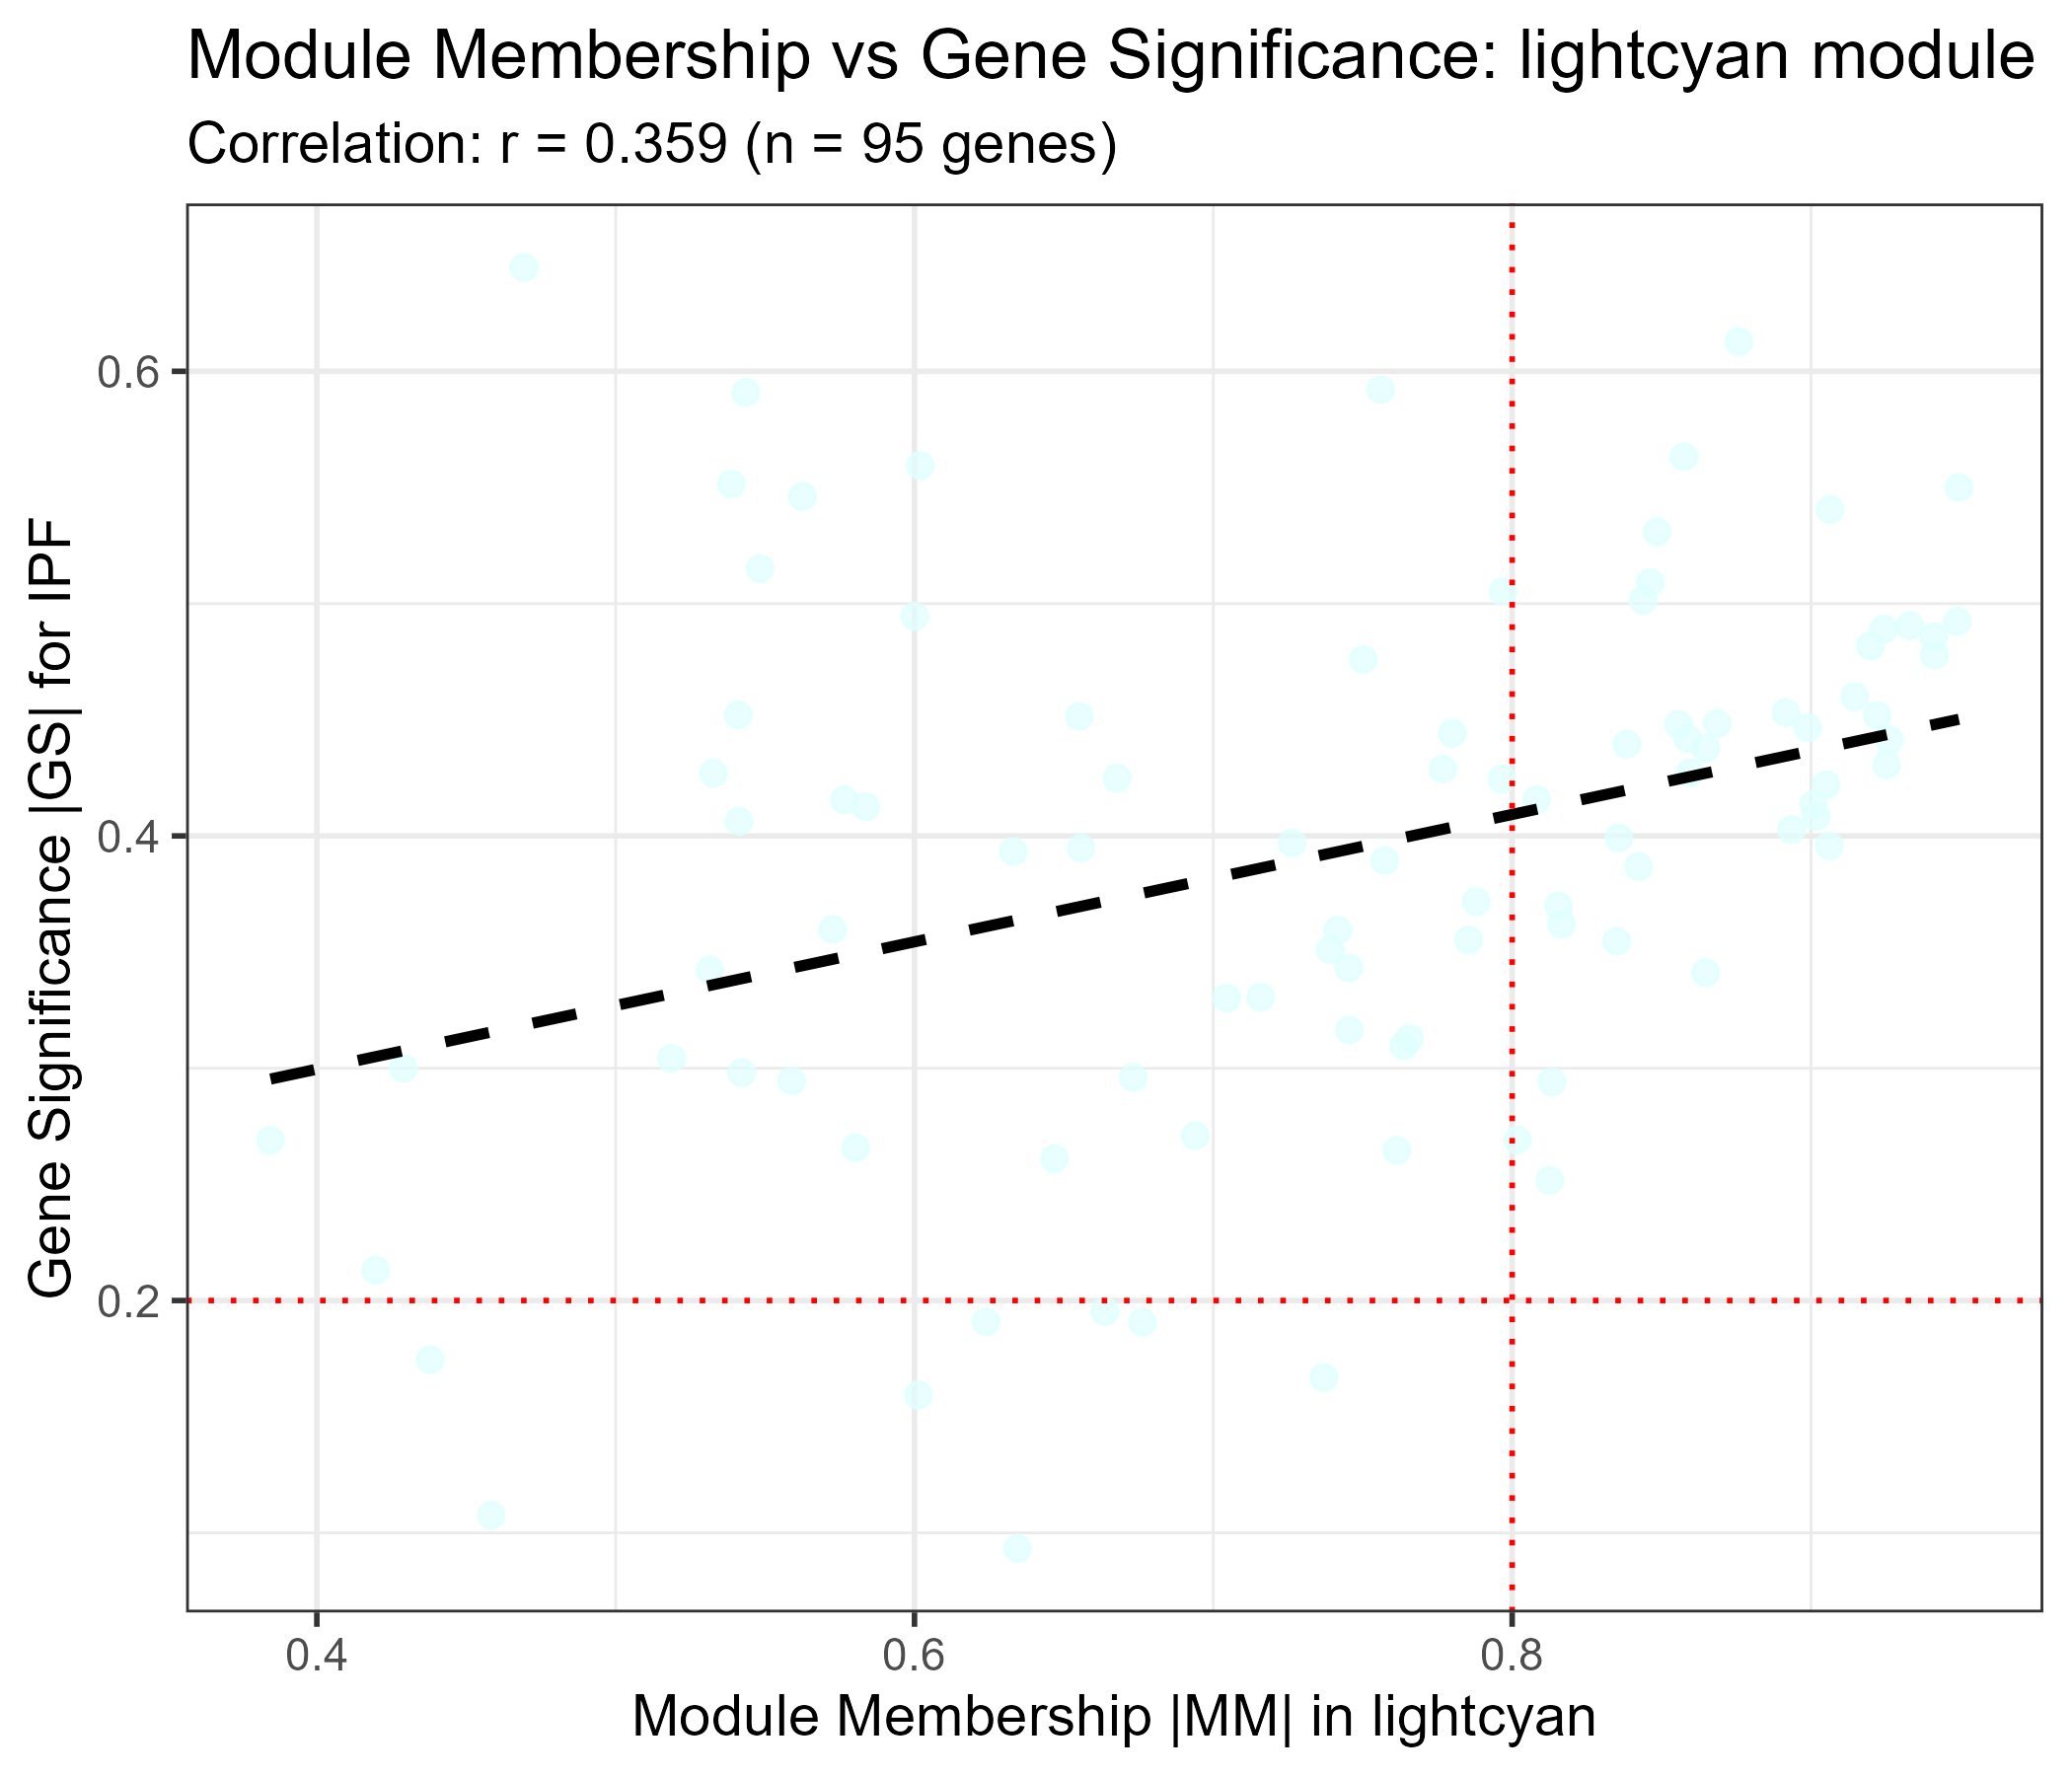 Module Membership vs Gene Significance: lightcyan module
Correlation: r = 0.359 (n = 95 genes)
Gene Significance |GS| for IPF
0.6
0.4
0.2
0.4
0.6
0.8
Module Membership |MM| in lightcyan